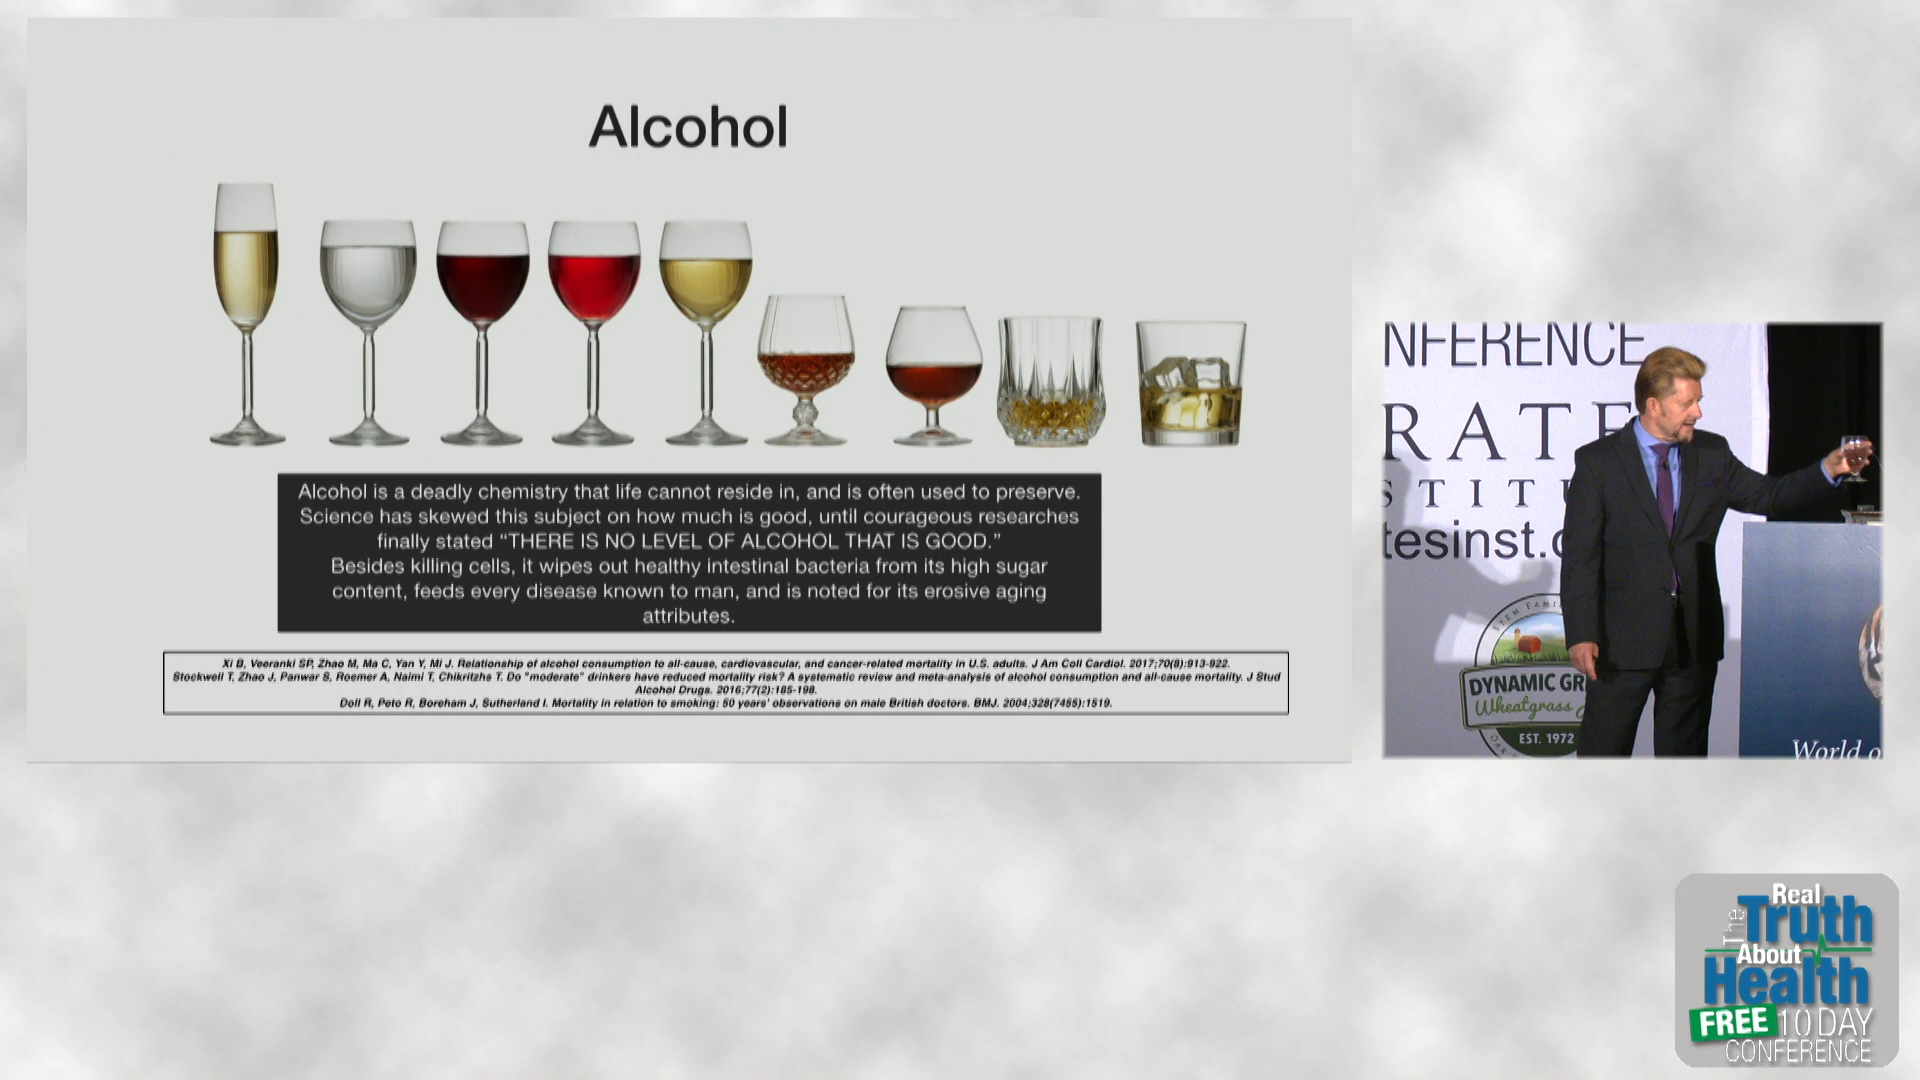 Alcohol
Alcohol is a deadly chemistry that life cannot reside in, and is often used to preserve.
Science has skewed this subject on how much is good, until courageous researches
finally stated "THERE IS NO LEVEL OF ALCOHOL THAT IS GOOD."
Besides killing cells, it wipes out healthy intestinal bacteria from its high sugar
content, feeds every disease known to man, and is noted for its erosive aging
attributes.
Xi B, Veeranki SP, Zhao M, Ma C, Yan Y, Mi J. Relationship of alcohol consumption to all-cause, cardiovascular, and cancer-related mortality in U.S. adults. J Am Coll Cardiol. 2017;70(8):913-922.
Stockwell T, Zhao J, Panwar S, Roemer A, Naimi T, Chikritzhs T. Do "moderate" drinkers have reduced mortality risk? A systematic review and meta-analysis of alcohol consumption and all-cause mortality. J Stud
Alcohol Drugs. 2016;77(2):185-198.
Doll R, Peto R, Boreham J, Sutherland I. Mortality in relation to smoking: 50 years' observations on male British doctors. BMJ. 2004;328(7455):1519.
NFERENCE
RATE
STITU
tesinst.c
STEM FAMI
DYNAMIC GR
Wheatgrass
EST. 1972
World o
The Real
Truth
About
Health
FREE 10 DAY
CONFERENCE